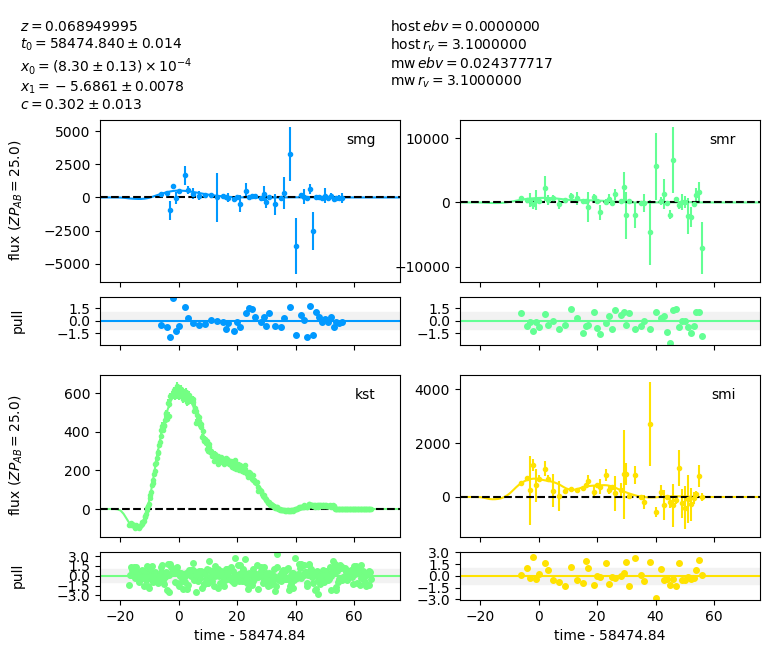 z = 0.068949995
t₀ = 58474.840 ± 0.014
x₀ = (8.30 ± 0.13) × 10⁻⁴
x₁ = −5.6861 ± 0.0078
c = 0.302 ± 0.013
host ebv = 0.0000000
host r_v = 3.1000000
mw ebv = 0.024377717
mw r_v = 3.1000000
flux (ZP_AB = 25.0)
5000
2500
0
−2500
−5000
smg
10000
0
−10000
smr
pull
1.5
0.0
−1.5
1.5
0.0
−1.5
flux (ZP_AB = 25.0)
600
400
200
0
kst
4000
2000
0
smi
pull
3.0
1.5
0.0
−1.5
−3.0
3.0
1.5
0.0
−1.5
−3.0
−20 0 20 40 60
−20 0 20 40 60
time - 58474.84
time - 58474.84